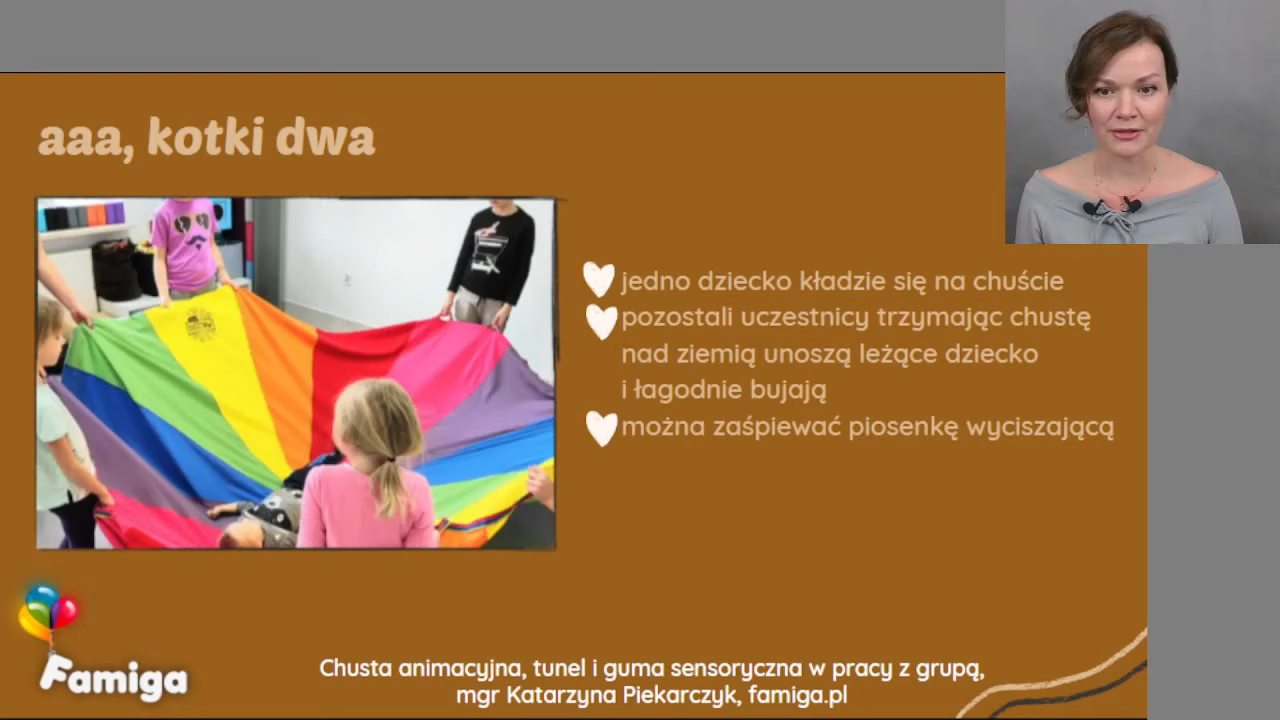 aaa, kotki dwa
jedno dziecko kładzie się na chuście
pozostali uczestnicy trzymając chustę
nad ziemią unoszą leżące dziecko
i łagodnie bujają
można zaśpiewać piosenkę wyciszającą
Famiga
Chusta animacyjna, tunel i guma sensoryczna w pracy z grupą,
mgr Katarzyna Piekarczyk, famiga.pl